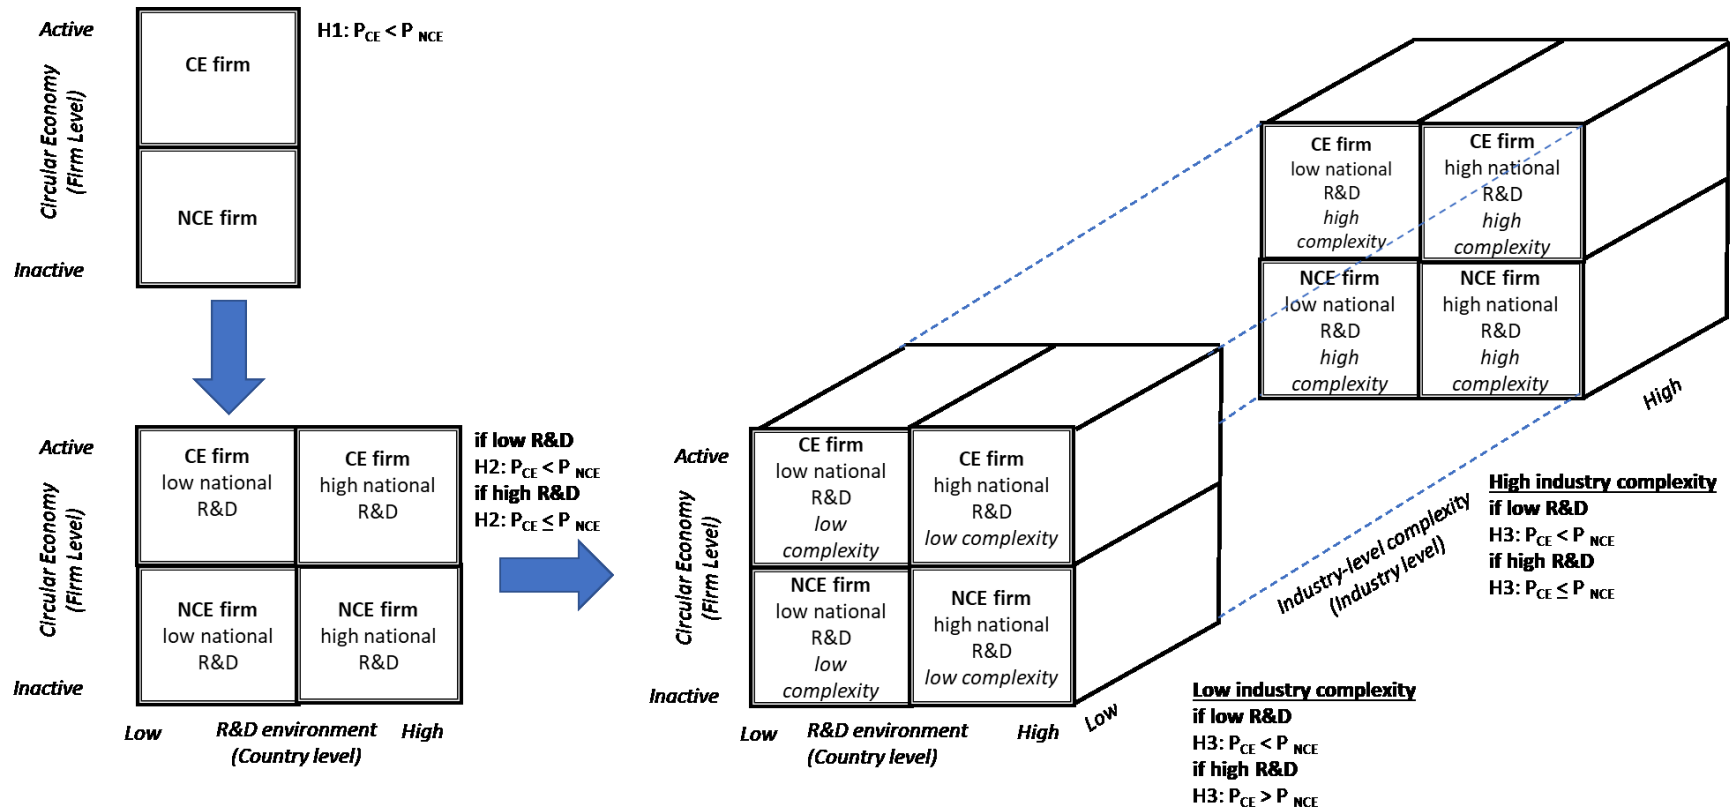 Active
Circular Economy
(Firm Level)
Inactive
CE firm
NCE firm
H1: P CE < P NCE
Active
Circular Economy
(Firm Level)
Inactive
CE firm
low national
R&D
CE firm
high national
R&D
NCE firm
low national
R&D
NCE firm
high national
R&D
Low
R&D environment
(Country level)
High
if low R&D
H2: P CE < P NCE
if high R&D
H2: P CE ≤ P NCE
Active
Circular Economy
(Firm Level)
Inactive
CE firm
low national
R&D
low
complexity
CE firm
high national
R&D
low complexity
NCE firm
low national
R&D
low
complexity
NCE firm
high national
R&D
low complexity
Low
R&D environment
(Country level)
High
Low
Industry-level complexity
(Industry level)
High
CE firm
low national
R&D
high
complexity
CE firm
high national
R&D
high
complexity
NCE firm
low national
R&D
high
complexity
NCE firm
high national
R&D
high
complexity
High industry complexity
if low R&D
H3: P CE < P NCE
if high R&D
H3: P CE ≤ P NCE
Low industry complexity
if low R&D
H3: P CE < P NCE
if high R&D
H3: P CE > P NCE